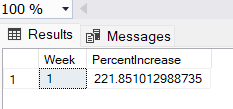 100 %
Results Messages
Week PercentIncrease
1 1 221.851012988735